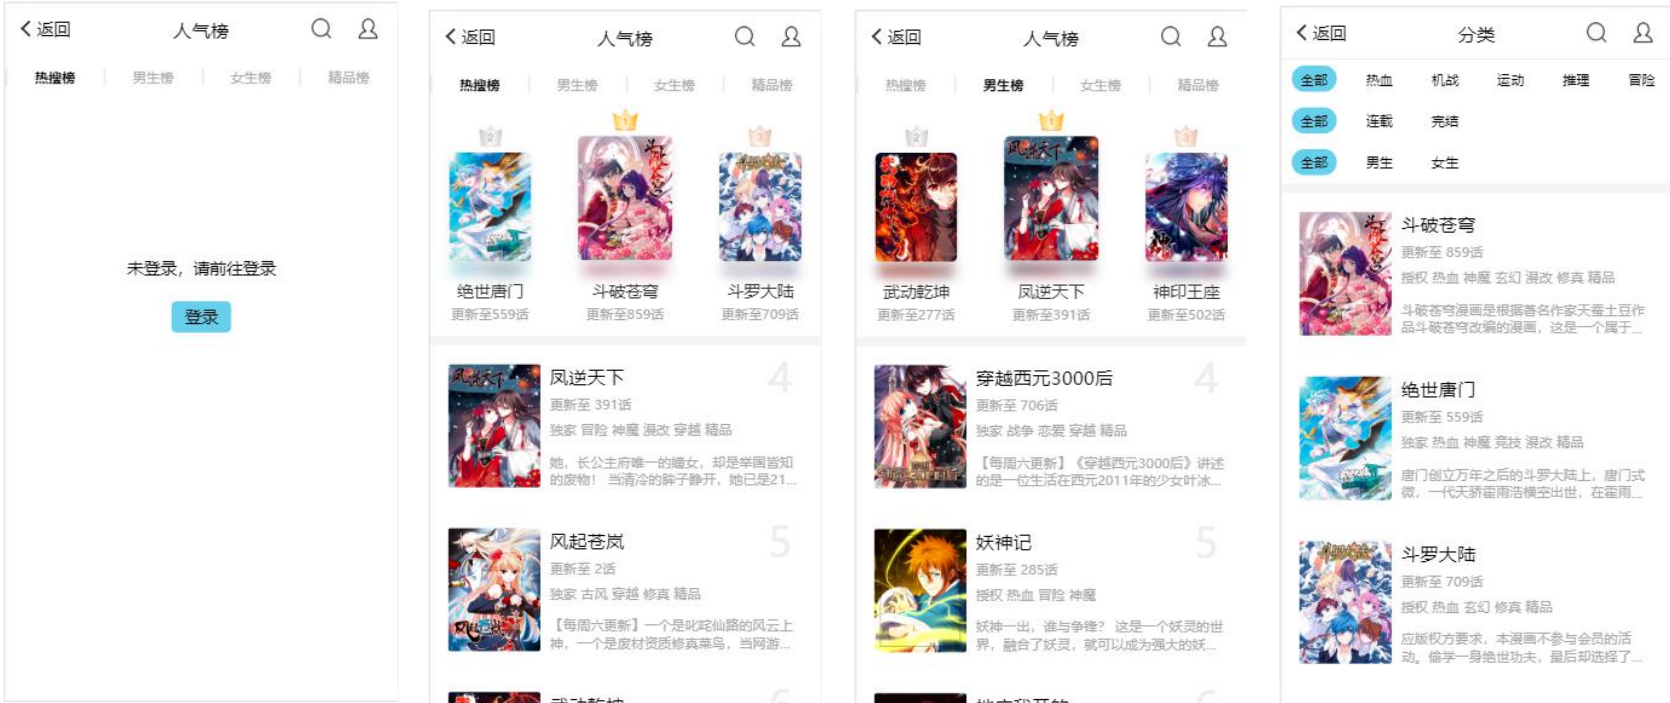 返回
人气榜
热搜榜 男生榜 女生榜 精品榜
未登录，请前往登录
登录
返回
人气榜
热搜榜 男生榜 女生榜 精品榜
2 1 3
绝世唐门 斗破苍穹 斗罗大陆
更新至559话 更新至859话 更新至709话
凤逆天下
4
更新至 391话
独家 冒险 神魔 漫改 穿越 精品
她，长公主府唯一的嫡女，却是举国皆知
的废物！ 当清冷的眸子睁开，她已是21...
风起苍岚
5
更新至 2话
独家 古风 穿越 修真 精品
【每周六更新】一个是叱咤仙路的风云上
神，一个是废材资质修真菜鸟，当网游...
武动乾坤
6
返回
人气榜
热搜榜 男生榜 女生榜 精品榜
2 1 3
武动乾坤 凤逆天下 神印王座
更新至277话 更新至391话 更新至502话
穿越西元3000后
4
更新至 706话
独家 战争 恋爱 穿越 精品
【每周六更新】《穿越西元3000后》讲述
的是一位生活在西元2011年的少女叶冰...
妖神记
5
更新至 285话
授权 热血 冒险 神魔
妖神一出，谁与争锋？ 这是一个妖灵的世
界，融合了妖灵，就可以成为强大的妖...
6
返回
分类
全部 热血 机战 运动 推理 冒险
全部 连载 完结
全部 男生 女生
斗破苍穹
更新至 859话
授权 热血 神魔 玄幻 漫改 修真 精品
斗破苍穹漫画是根据著名作家天蚕土豆作
品斗破苍穹改编的漫画，这是一个属于...
绝世唐门
更新至 559话
独家 热血 神魔 竞技 漫改 精品
唐门创立万年之后的斗罗大陆上，唐门式
微，一代天骄霍雨浩横空出世，在霍雨...
斗罗大陆
更新至 709话
授权 热血 玄幻 修真 精品
应版权方要求，本漫画不参与会员的活
动。偷学一身绝世功夫，最后却选择了...